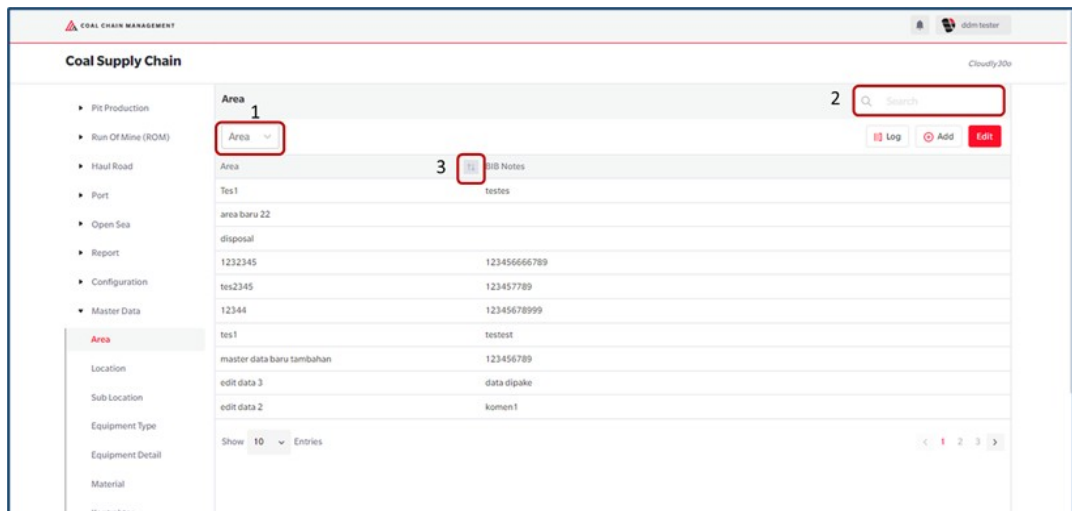 COAL CHAIN MANAGEMENT
ddm tester
Coal Supply Chain
Cloudly 30o
Pit Production
Run Of Mine (ROM)
Haul Road
Port
Open Sea
Report
Configuration
Master Data
Area
Location
Sub Location
Equipment Type
Equipment Detail
Material
Area
1
2
Search
Area
Log
Add
Edit
Area
3
BIB Notes
Tes1 testes
area baru 22
disposal
1232345 123456666789
tes2345 123457789
12344 12345678999
tes1 testest
master data baru tambahan 123456789
edit data 3 data dipake
edit data 2 komen1
Show 10 Entries
< 1 2 3 >